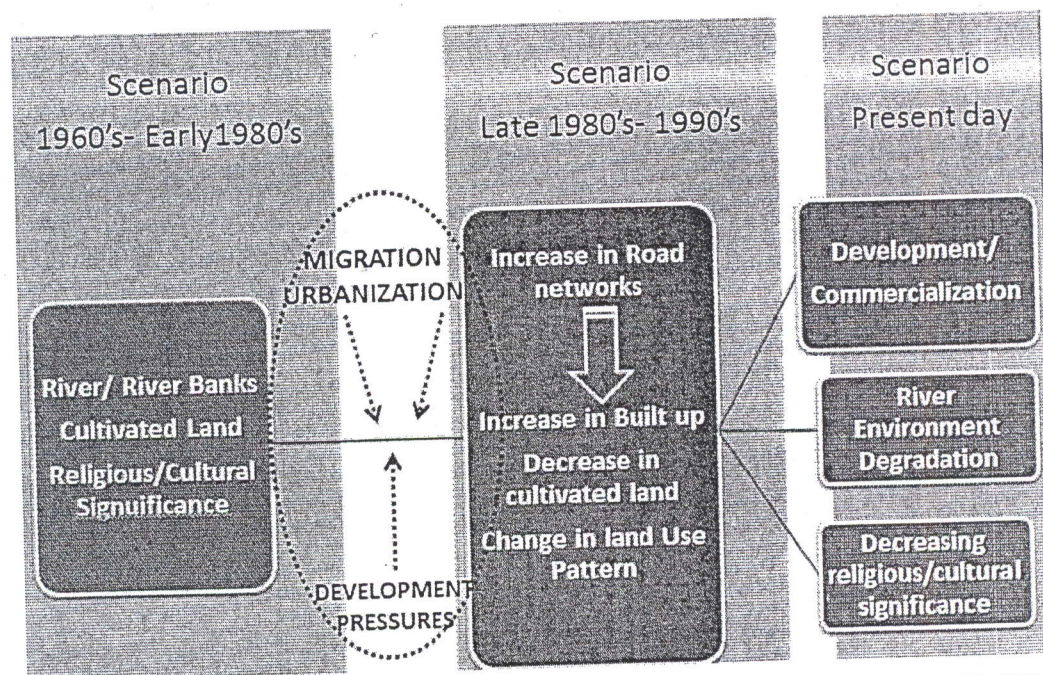 Scenario
1960's- Early1980's
River/ River Banks
Cultivated Land
Religious/Cultural
Signuificance
MIGRATION
URBANIZATION
DEVELOPMENT
PRESSURES
Scenario
Late 1980's- 1990's
Increase in Road
networks
Increase in Built up
Decrease in
cultivated land
Change in land Use
Pattern
Scenario
Present day
Development/
Commercialization
River
Environment
Degradation
Decreasing
religious/cultural
significance